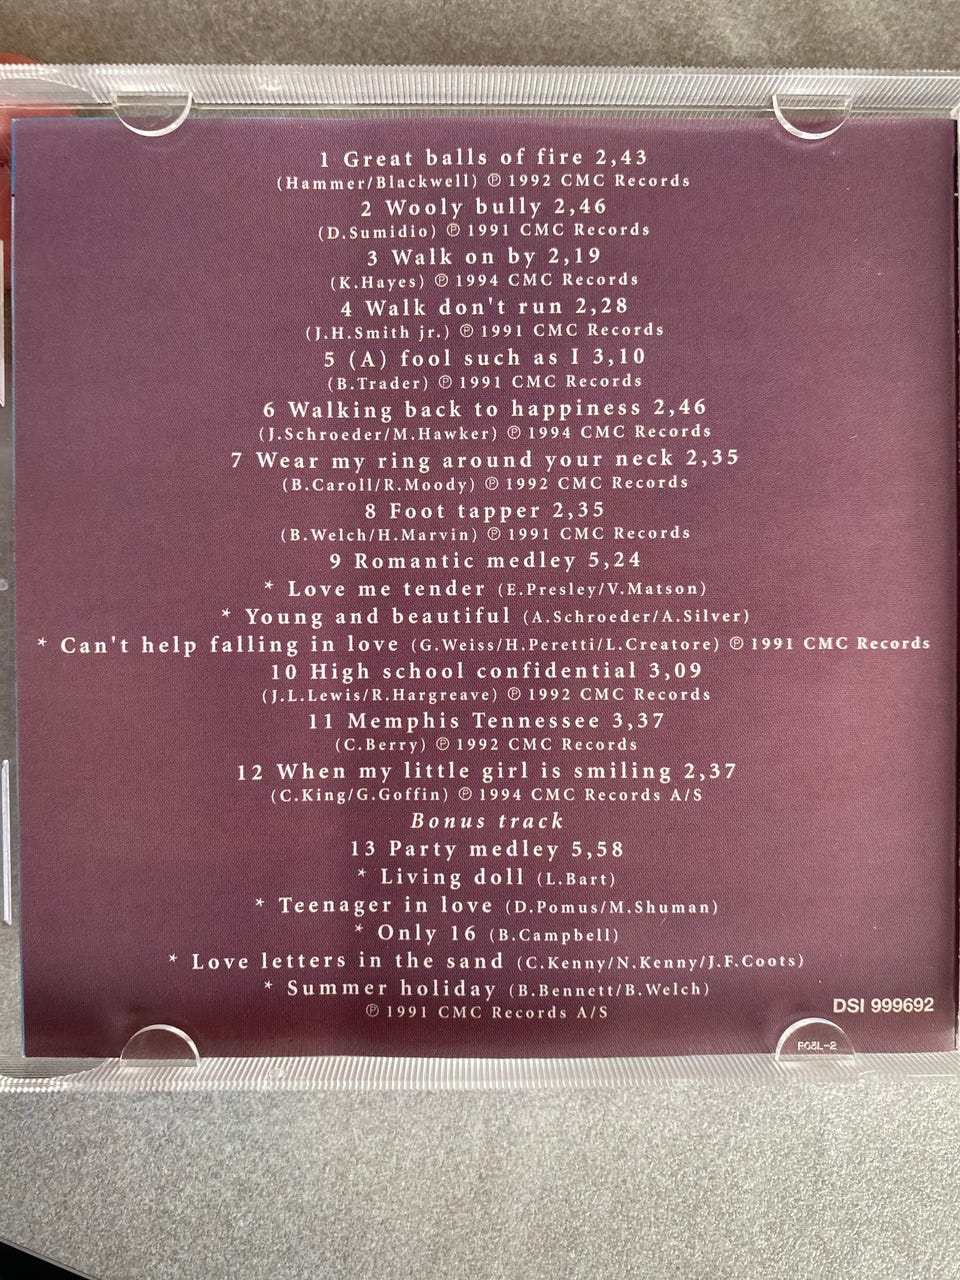 1 Great balls of fire 2,43
(Hammer/Blackwell) ℗ 1992 CMC Records
2 Wooly bully 2,46
(D.Sumidio) ℗ 1991 CMC Records
3 Walk on by 2,19
(K.Hayes) ℗ 1994 CMC Records
4 Walk don't run 2,28
(J.H.Smith jr.) ℗ 1991 CMC Records
5 (A) fool such as I 3,10
(B.Trader) ℗ 1991 CMC Records
6 Walking back to happiness 2,46
(J.Schroeder/M.Hawker) ℗ 1994 CMC Records
7 Wear my ring around your neck 2,35
(B.Caroll/R.Moody) ℗ 1992 CMC Records
8 Foot tapper 2,35
(B.Welch/H.Marvin) ℗ 1991 CMC Records
9 Romantic medley 5,24
* Love me tender (E.Presley/V.Matson)
* Young and beautiful (A.Schroeder/A.Silver)
* Can't help falling in love (G.Weiss/H.Peretti/L.Creatore) ℗ 1991 CMC Records
10 High school confidential 3,09
(J.L.Lewis/R.Hargreave) ℗ 1992 CMC Records
11 Memphis Tennessee 3,37
(C.Berry) ℗ 1992 CMC Records
12 When my little girl is smiling 2,37
(C.King/G.Goffin) ℗ 1994 CMC Records A/S
Bonus track
13 Party medley 5,58
* Living doll (L.Bart)
* Teenager in love (D.Pomus/M.Shuman)
* Only 16 (B.Campbell)
* Love letters in the sand (C.Kenny/N.Kenny/J.F.Coots)
* Summer holiday (B.Bennett/B.Welch)
℗ 1991 CMC Records A/S
DSI 999692